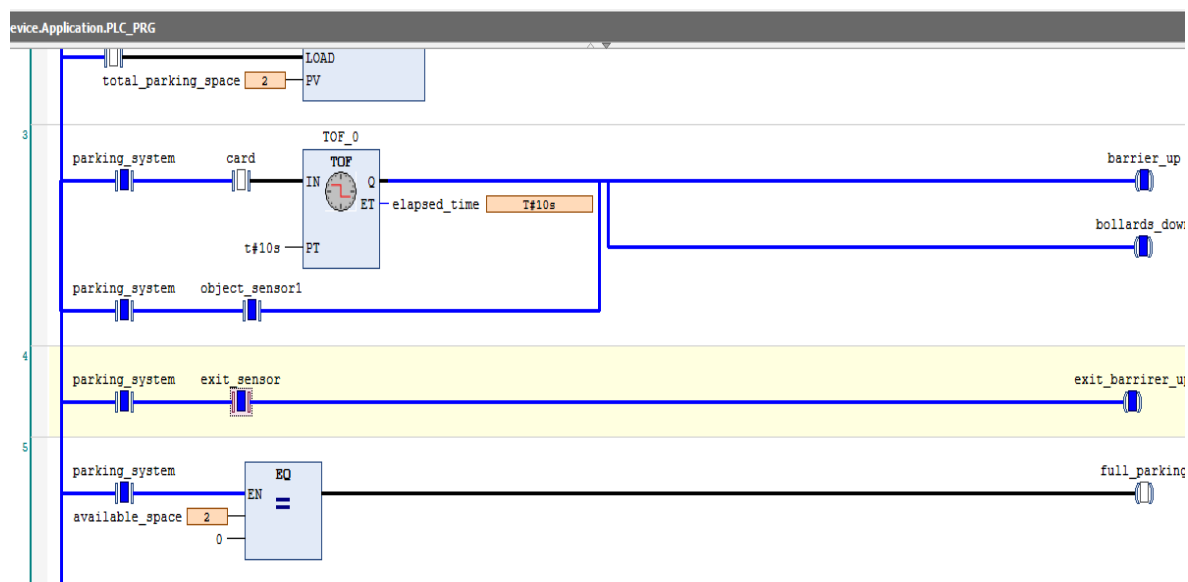 evice.Application.PLC_PRG
LOAD
total_parking_space 2 PV
3
TOF_0
parking_system card TOF barrier_up
IN Q
ET elapsed_time T#10s
bollards_down
t#10s PT
parking_system object_sensor1
4
parking_system exit_sensor exit_barrirer_up
5
parking_system EQ full_parking
EN
=
available_space 2
0